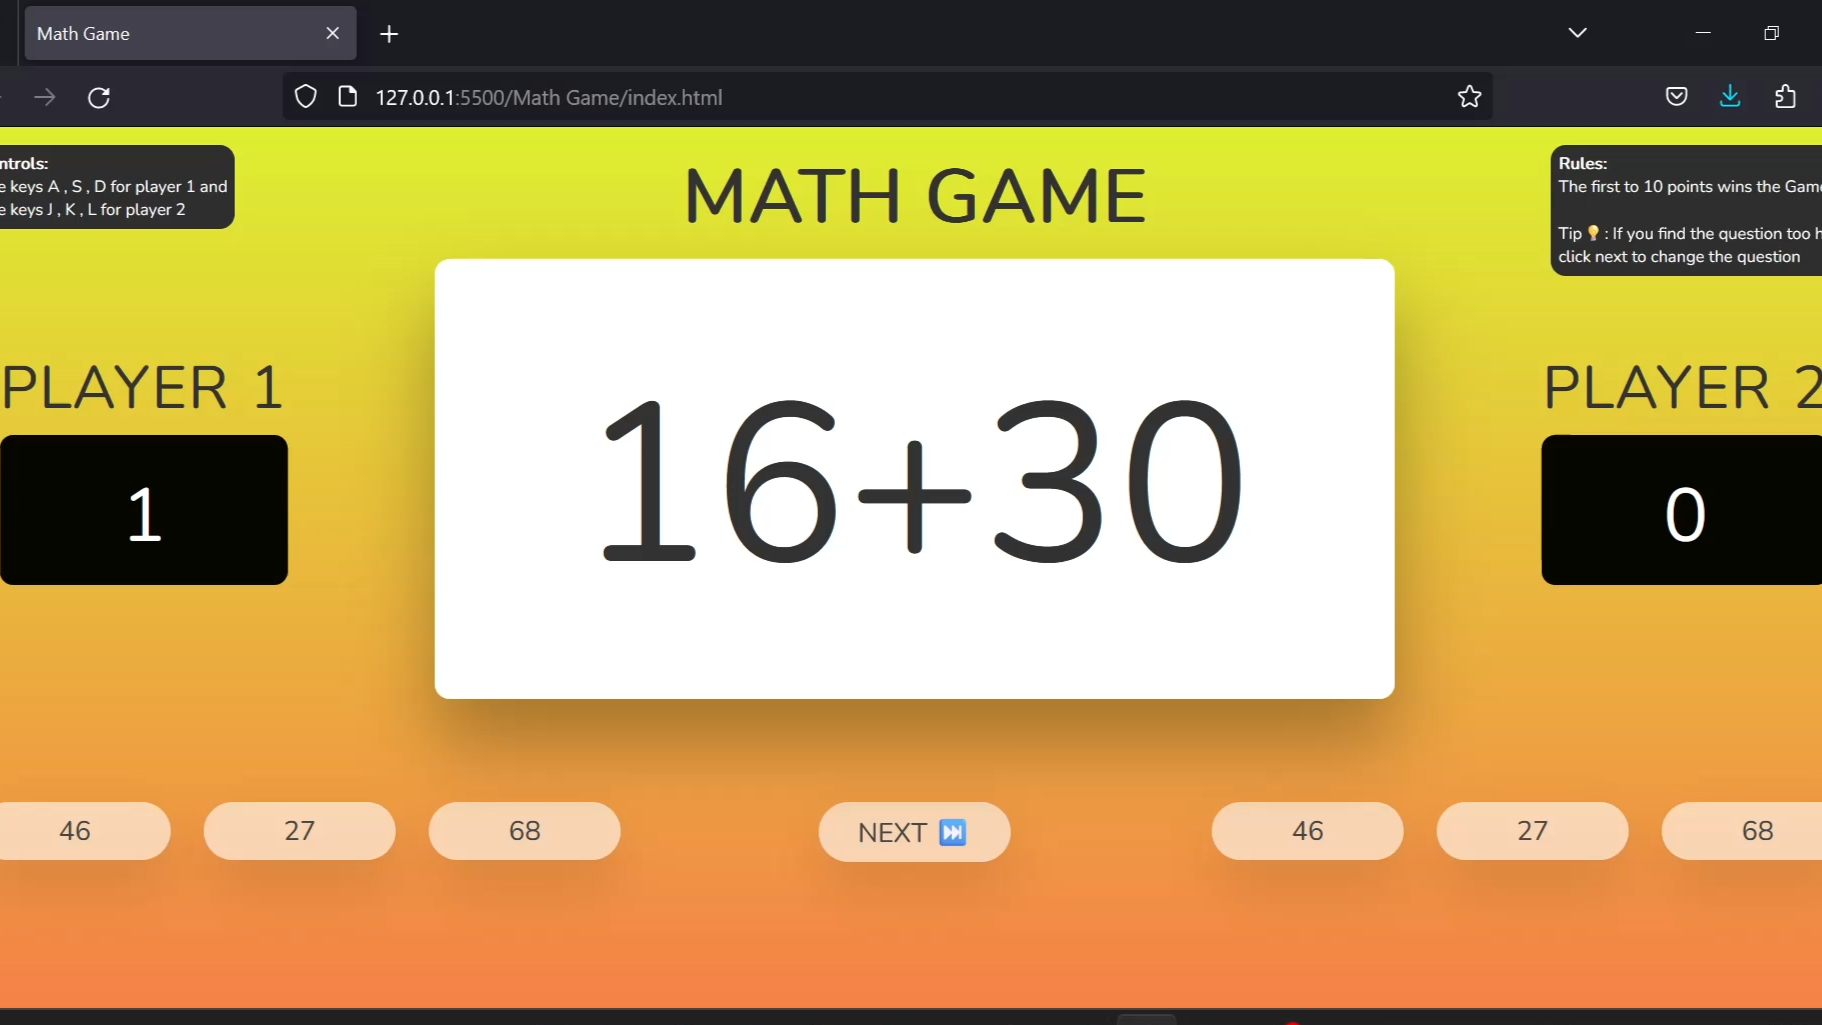 Math Game
127.0.0.1:5500/Math Game/index.html
ntrols:
e keys A , S , D for player 1 and
e keys J , K , L for player 2
MATH GAME
Rules:
The first to 10 points wins the Gam
Tip 💡 : If you find the question too h
click next to change the question
PLAYER 1
1
16+30
PLAYER 2
0
46 27 68 NEXT ⏭️ 46 27 68